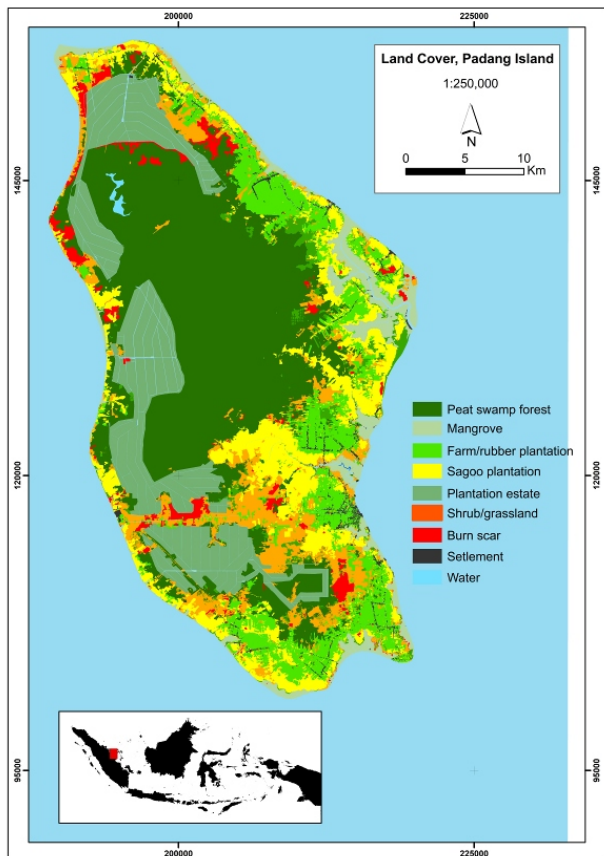 200000
225000
Land Cover, Padang Island
1:250,000
N
0 5 10
Km
145000
145000
Peat swamp forest
Mangrove
Farm/rubber plantation
Sagoo plantation
Plantation estate
Shrub/grassland
Burn scar
Setlement
Water
120000
120000
95000
95000
200000
225000